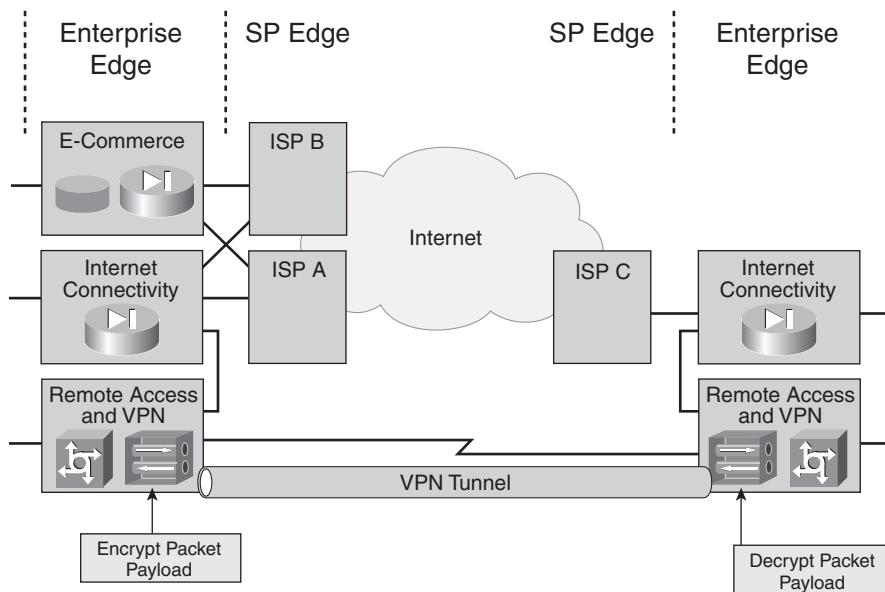 Enterprise
Edge
SP Edge
SP Edge
Enterprise
Edge
E-Commerce
ISP B
Internet
Internet
Connectivity
ISP A
ISP C
Internet
Connectivity
Remote Access
and VPN
Remote Access
and VPN
VPN Tunnel
Encrypt Packet
Payload
Decrypt Packet
Payload